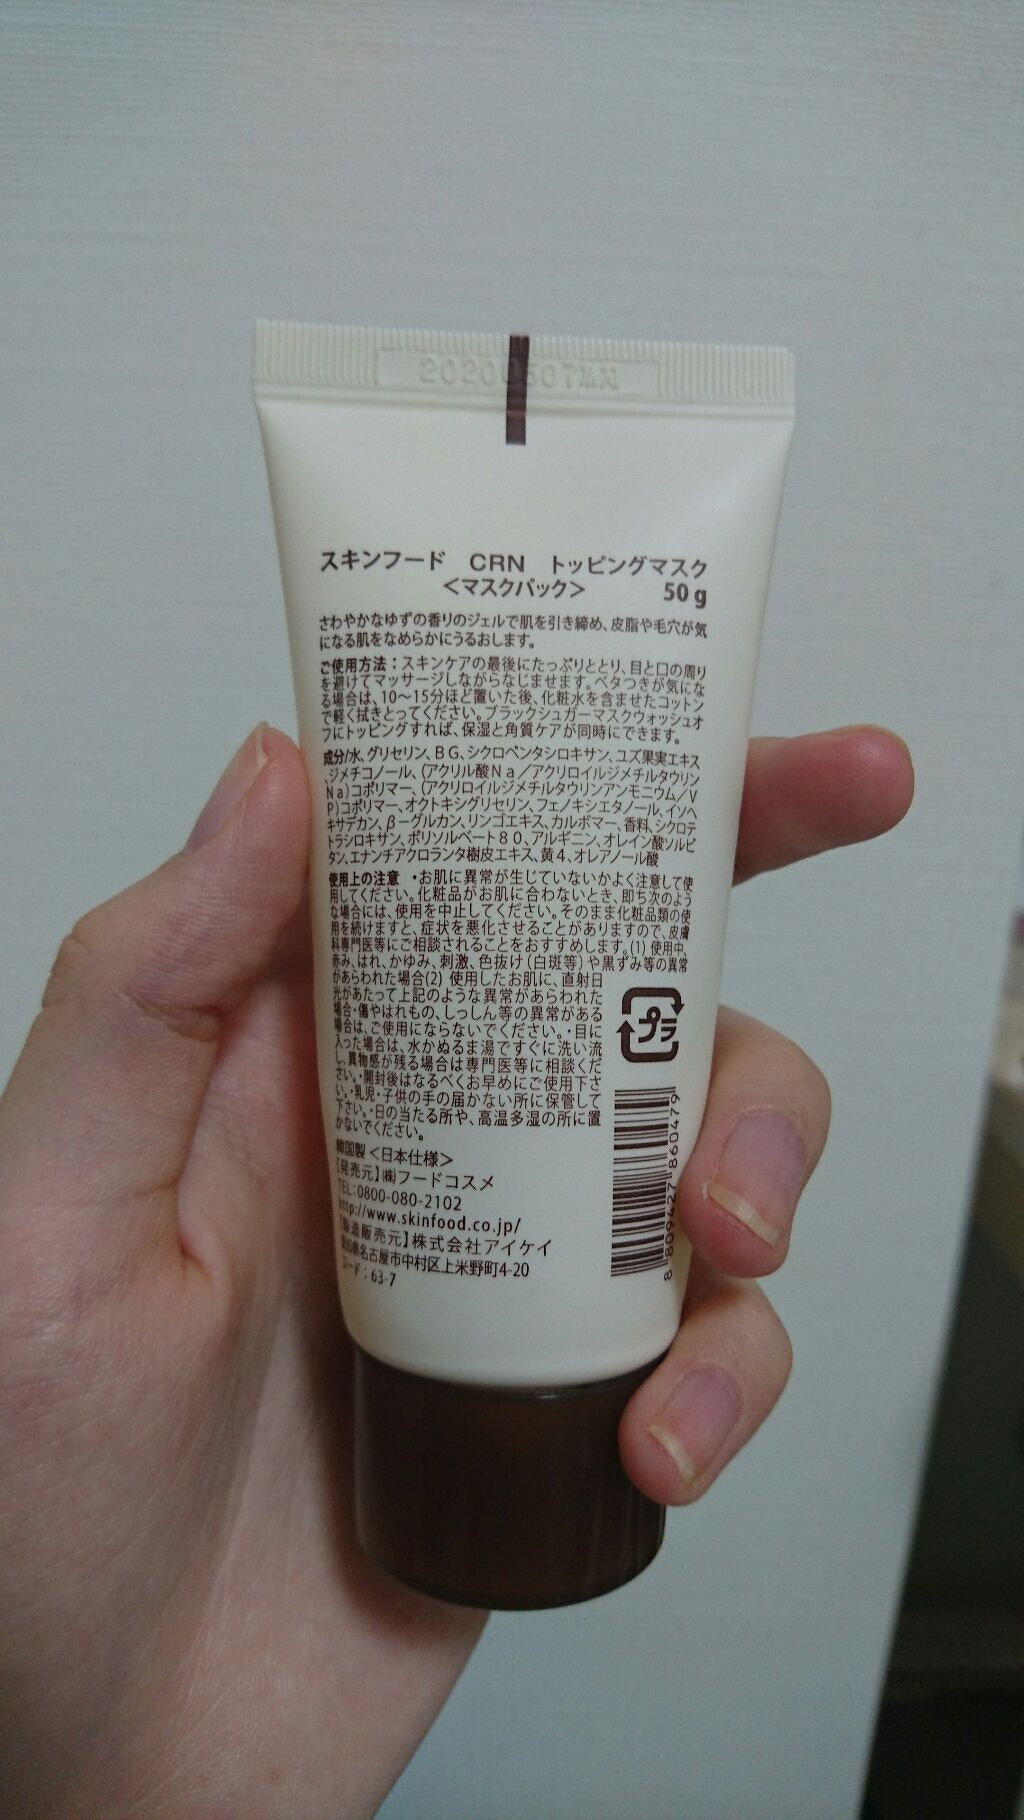 スキンフード CRN トッピングマスク
＜マスクパック＞ 50g
さわやかなゆずの香りのジェルで肌を引き締め、皮脂や毛穴が気
になる肌をなめらかにうるおします。
ご使用方法：スキンケアの最後にたっぷりととり、目と口の周り
を避けてマッサージしながらなじませます。ベタつきが気にな
る場合は、10〜15分ほど置いた後、化粧水を含ませたコットン
で軽く拭きとってください。ブラックシュガーマスクウォッシュオ
フにトッピングすれば、保湿と角質ケアが同時にできます。
成分/水、グリセリン、BG、シクロペンタシロキサン、ユズ果実エキス
、ジメチコノール、(アクリル酸Na／アクリロイルジメチルタウリン
Na)コポリマー、(アクリロイルジメチルタウリンアンモニウム／V
P)コポリマー、オクトキシグリセリン、フェノキシエタノール、イソヘ
キサデカン、β－グルカン、リンゴエキス、カルボマー、香料、シクロテ
トラシロキサン、ポリソルベート80、アルギニン、オレイン酸ソルビ
タン、エナンチアクロランタ樹皮エキス、黄4、オレアノール酸
使用上の注意 ・お肌に異常が生じていないかよく注意して使
用してください。化粧品がお肌に合わないとき、即ち次のよう
な場合には、使用を中止してください。そのまま化粧品類の使
用を続けますと、症状を悪化させることがありますので、皮膚
科専門医等にご相談されることをおすすめします。(1) 使用中、
赤み、はれ、かゆみ、刺激、色抜け（白斑等）や黒ずみ等の異常
があらわれた場合(2) 使用したお肌に、直射日
光があたって上記のような異常があらわれた
場合・傷やはれもの、しっしん等の異常がある
場合は、ご使用にならないでください。・目に
入った場合は、水かぬるま湯ですぐに洗い流
し、異物感が残る場合は専門医等に相談くだ
さい。・開封後はなるべくお早めにご使用下さ
い。・乳児・子供の手の届かない所に保管して
下さい。・日の当たる所や、高温多湿の所に置
かないでください。
プラ
韓国製＜日本仕様＞
【発売元】㈱フードコスメ
TEL：0800-080-2102
http://www.skinfood.co.jp/
【製造販売元】株式会社アイケイ
愛知県名古屋市中村区上米野町4-20
コード：63-7
8 809427 860479